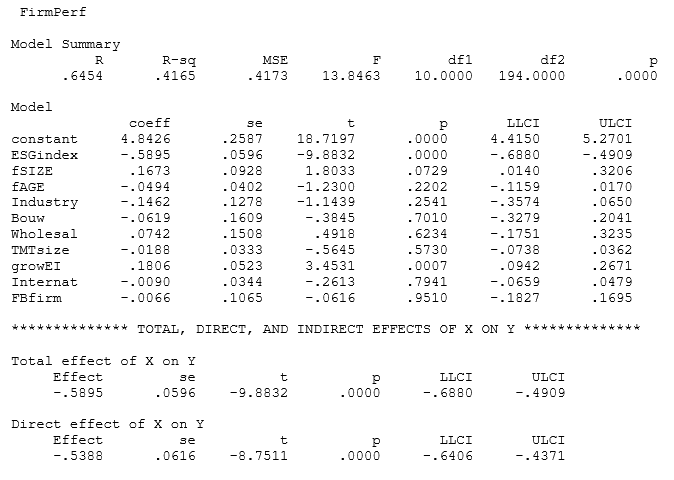 FirmPerf
Model Summary
R R-sq MSE F df1 df2 p
.6454 .4165 .4173 13.8463 10.0000 194.0000 .0000
Model
coeff se t p LLCI ULCI
constant 4.8426 .2587 18.7197 .0000 4.4150 5.2701
ESGindex -.5895 .0596 -9.8832 .0000 -.6880 -.4909
fSIZE .1673 .0928 1.8033 .0729 .0140 .3206
fAGE -.0494 .0402 -1.2300 .2202 -.1159 .0170
Industry -.1462 .1278 -1.1439 .2541 -.3574 .0650
Bouw -.0619 .1609 -.3845 .7010 -.3279 .2041
Wholesal .0742 .1508 .4918 .6234 -.1751 .3235
TMTsize -.0188 .0333 -.5645 .5730 -.0738 .0362
growEI .1806 .0523 3.4531 .0007 .0942 .2671
Internat -.0090 .0344 -.2613 .7941 -.0659 .0479
FBfirm -.0066 .1065 -.0616 .9510 -.1827 .1695
************** TOTAL, DIRECT, AND INDIRECT EFFECTS OF X ON Y **************
Total effect of X on Y
Effect se t p LLCI ULCI
-.5895 .0596 -9.8832 .0000 -.6880 -.4909
Direct effect of X on Y
Effect se t p LLCI ULCI
-.5388 .0616 -8.7511 .0000 -.6406 -.4371